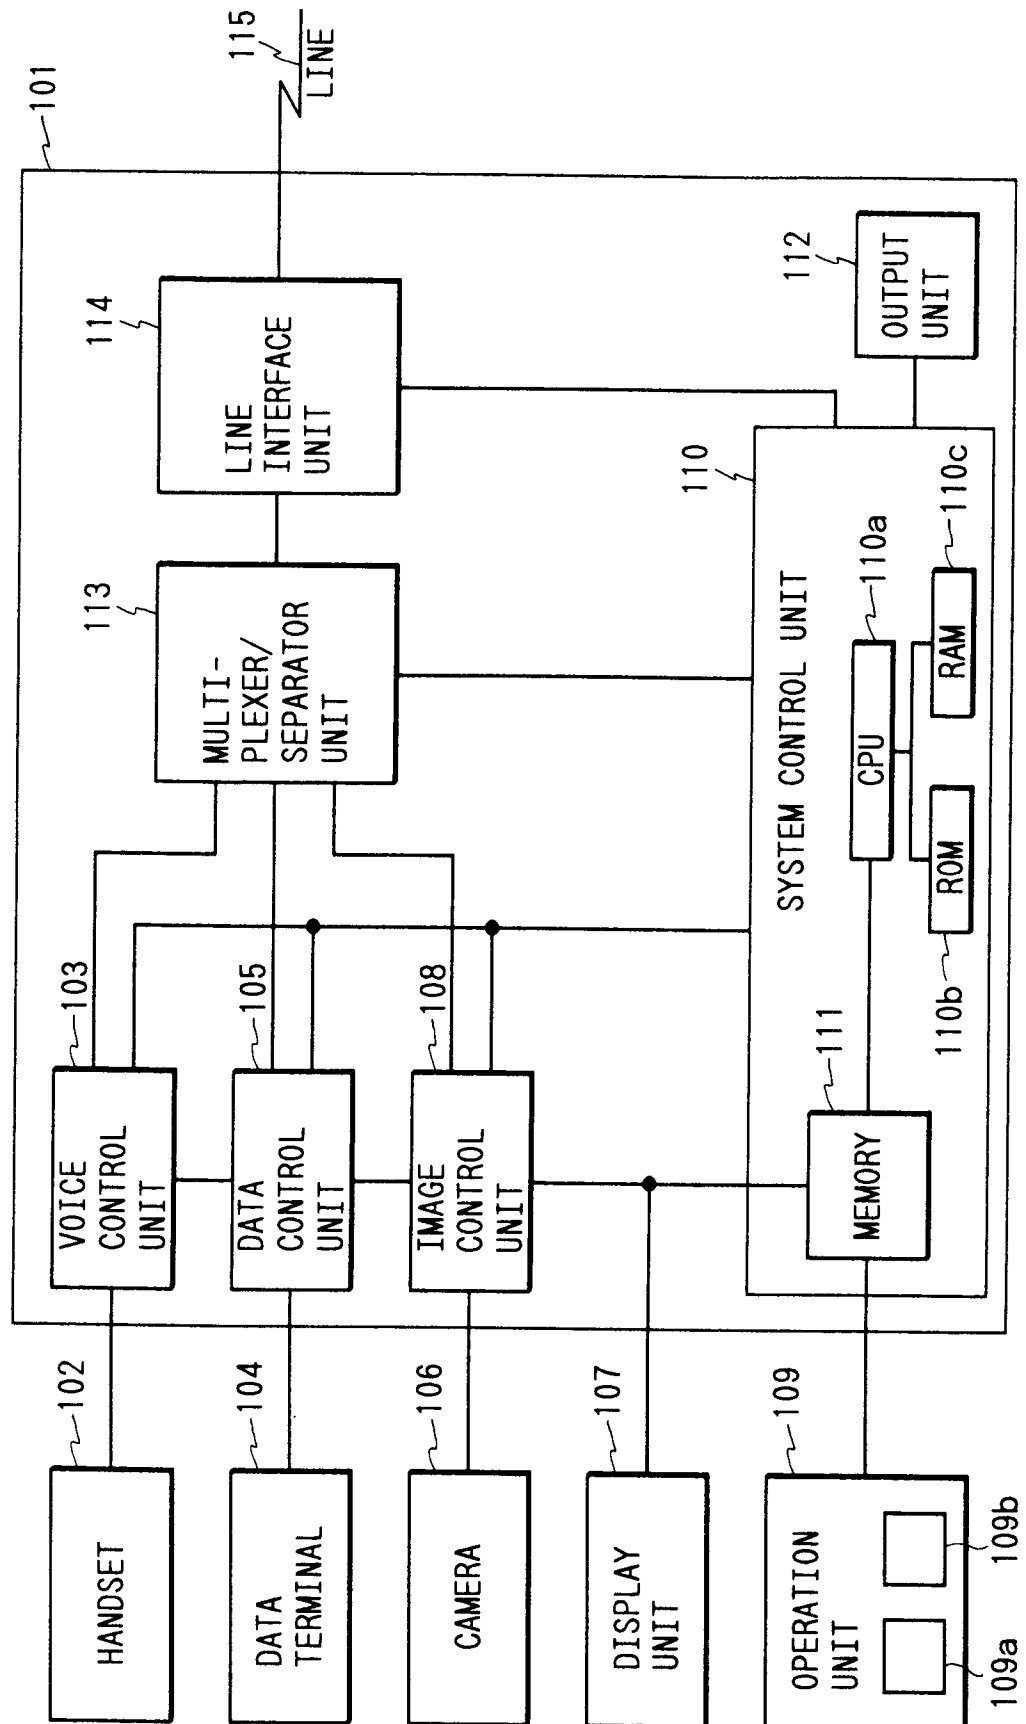 101
115
LINE
HANDSET
102
VOICE
CONTROL
UNIT
103
DATA
TERMINAL
104
DATA
CONTROL
UNIT
105
CAMERA
106
IMAGE
CONTROL
UNIT
108
MULTI-
PLEXER/
SEPARATOR
UNIT
113
LINE
INTERFACE
UNIT
114
DISPLAY
UNIT
107
OPERATION
UNIT
109
109a
109b
SYSTEM CONTROL UNIT
110
MEMORY
111
CPU
110a
ROM
110b
RAM
110c
OUTPUT
UNIT
112